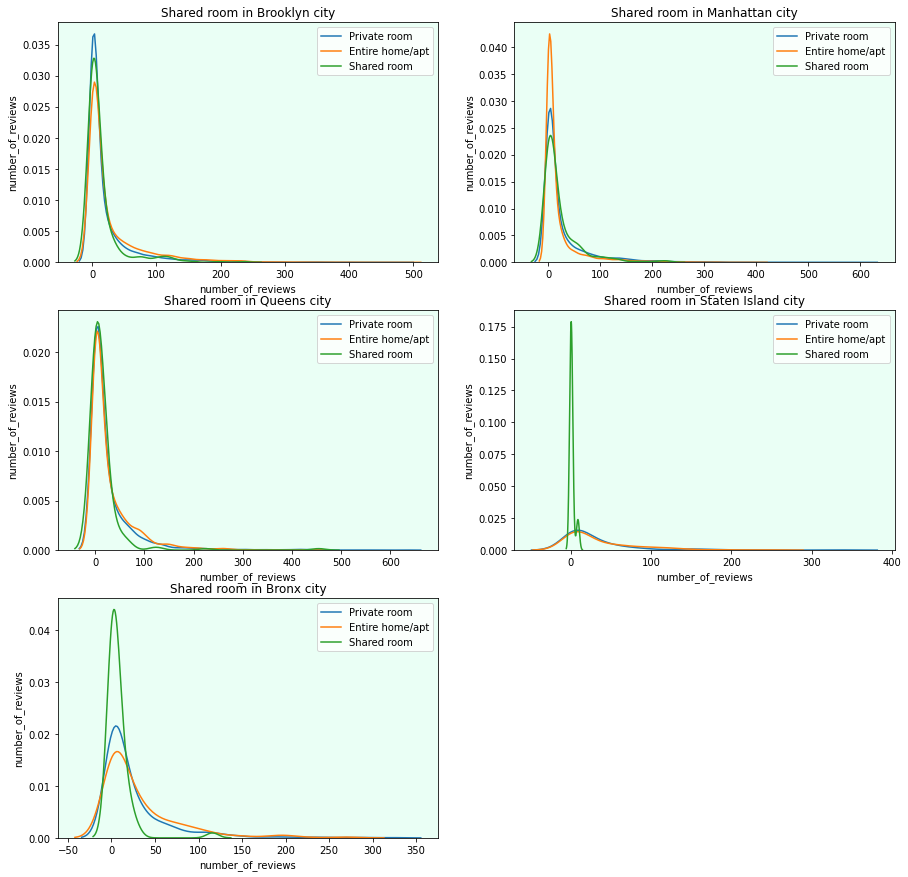 Shared room in Brooklyn city
Private room
Entire home/apt
Shared room
0.035
0.030
0.025
0.020
0.015
0.010
0.005
0.000
number_of_reviews
0 100 200 300 400 500
number_of_reviews
Shared room in Manhattan city
Private room
Entire home/apt
Shared room
0.040
0.035
0.030
0.025
0.020
0.015
0.010
0.005
0.000
number_of_reviews
0 100 200 300 400 500 600
number_of_reviews
Shared room in Queens city
Private room
Entire home/apt
Shared room
0.020
0.015
0.010
0.005
0.000
number_of_reviews
0 100 200 300 400 500 600
number_of_reviews
Shared room in Staten Island city
Private room
Entire home/apt
Shared room
0.175
0.150
0.125
0.100
0.075
0.050
0.025
0.000
number_of_reviews
0 100 200 300 400
number_of_reviews
Shared room in Bronx city
Private room
Entire home/apt
Shared room
0.04
0.03
0.02
0.01
0.00
number_of_reviews
−50 0 50 100 150 200 250 300 350
number_of_reviews